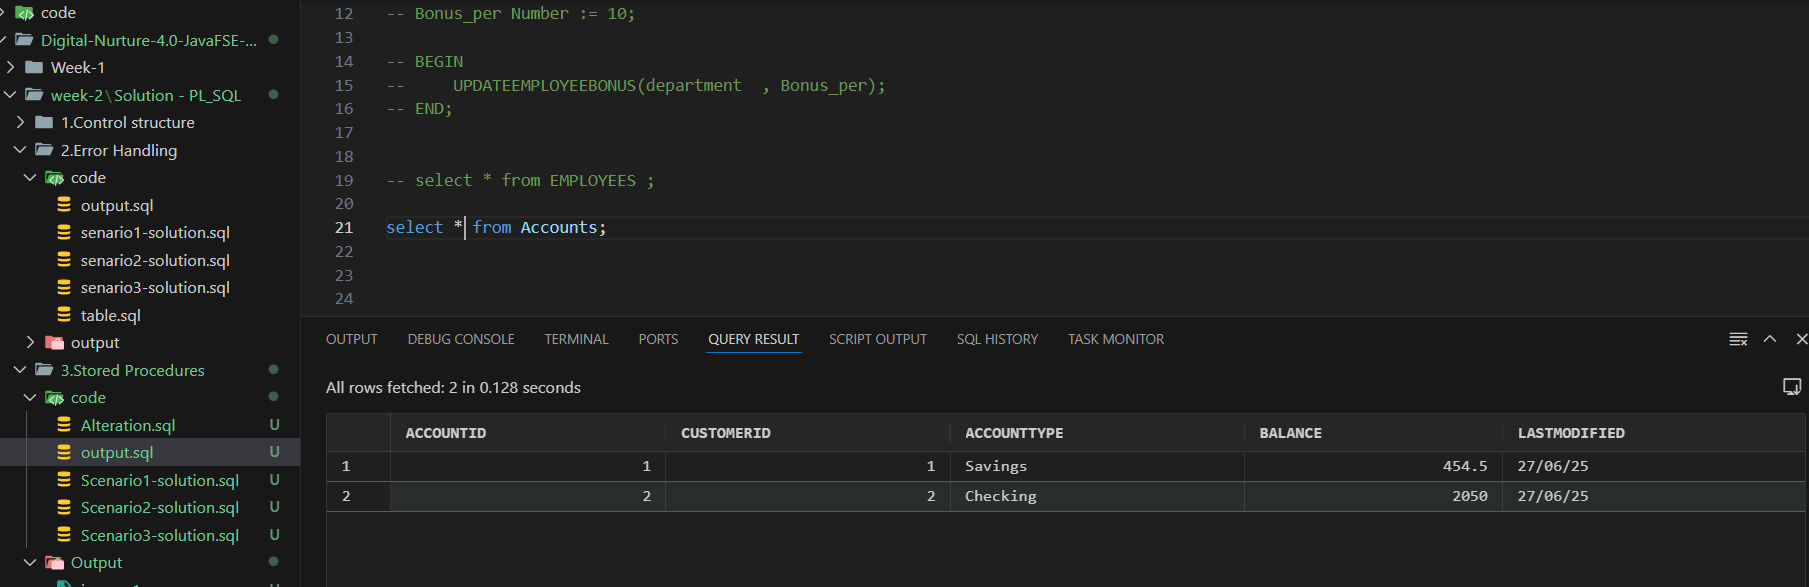 code
Digital-Nurture-4.0-JavaFSE-...
Week-1
week-2\Solution - PL_SQL
1.Control structure
2.Error Handling
code
output.sql
senario1-solution.sql
senario2-solution.sql
senario3-solution.sql
table.sql
output
3.Stored Procedures
code
Alteration.sql U
output.sql U
Scenario1-solution.sql U
Scenario2-solution.sql U
Scenario3-solution.sql U
Output
12 -- Bonus_per Number := 10;
13
14 -- BEGIN
15 --     UPDATEEMPLOYEEBONUS(department  , Bonus_per);
16 -- END;
17
18
19 -- select * from EMPLOYEES ;
20
21 select * from Accounts;
22
23
24
OUTPUT DEBUG CONSOLE TERMINAL PORTS QUERY RESULT SCRIPT OUTPUT SQL HISTORY TASK MONITOR
All rows fetched: 2 in 0.128 seconds
ACCOUNTID CUSTOMERID ACCOUNTTYPE BALANCE LASTMODIFIED
1 1 1 Savings 454.5 27/06/25
2 2 2 Checking 2050 27/06/25